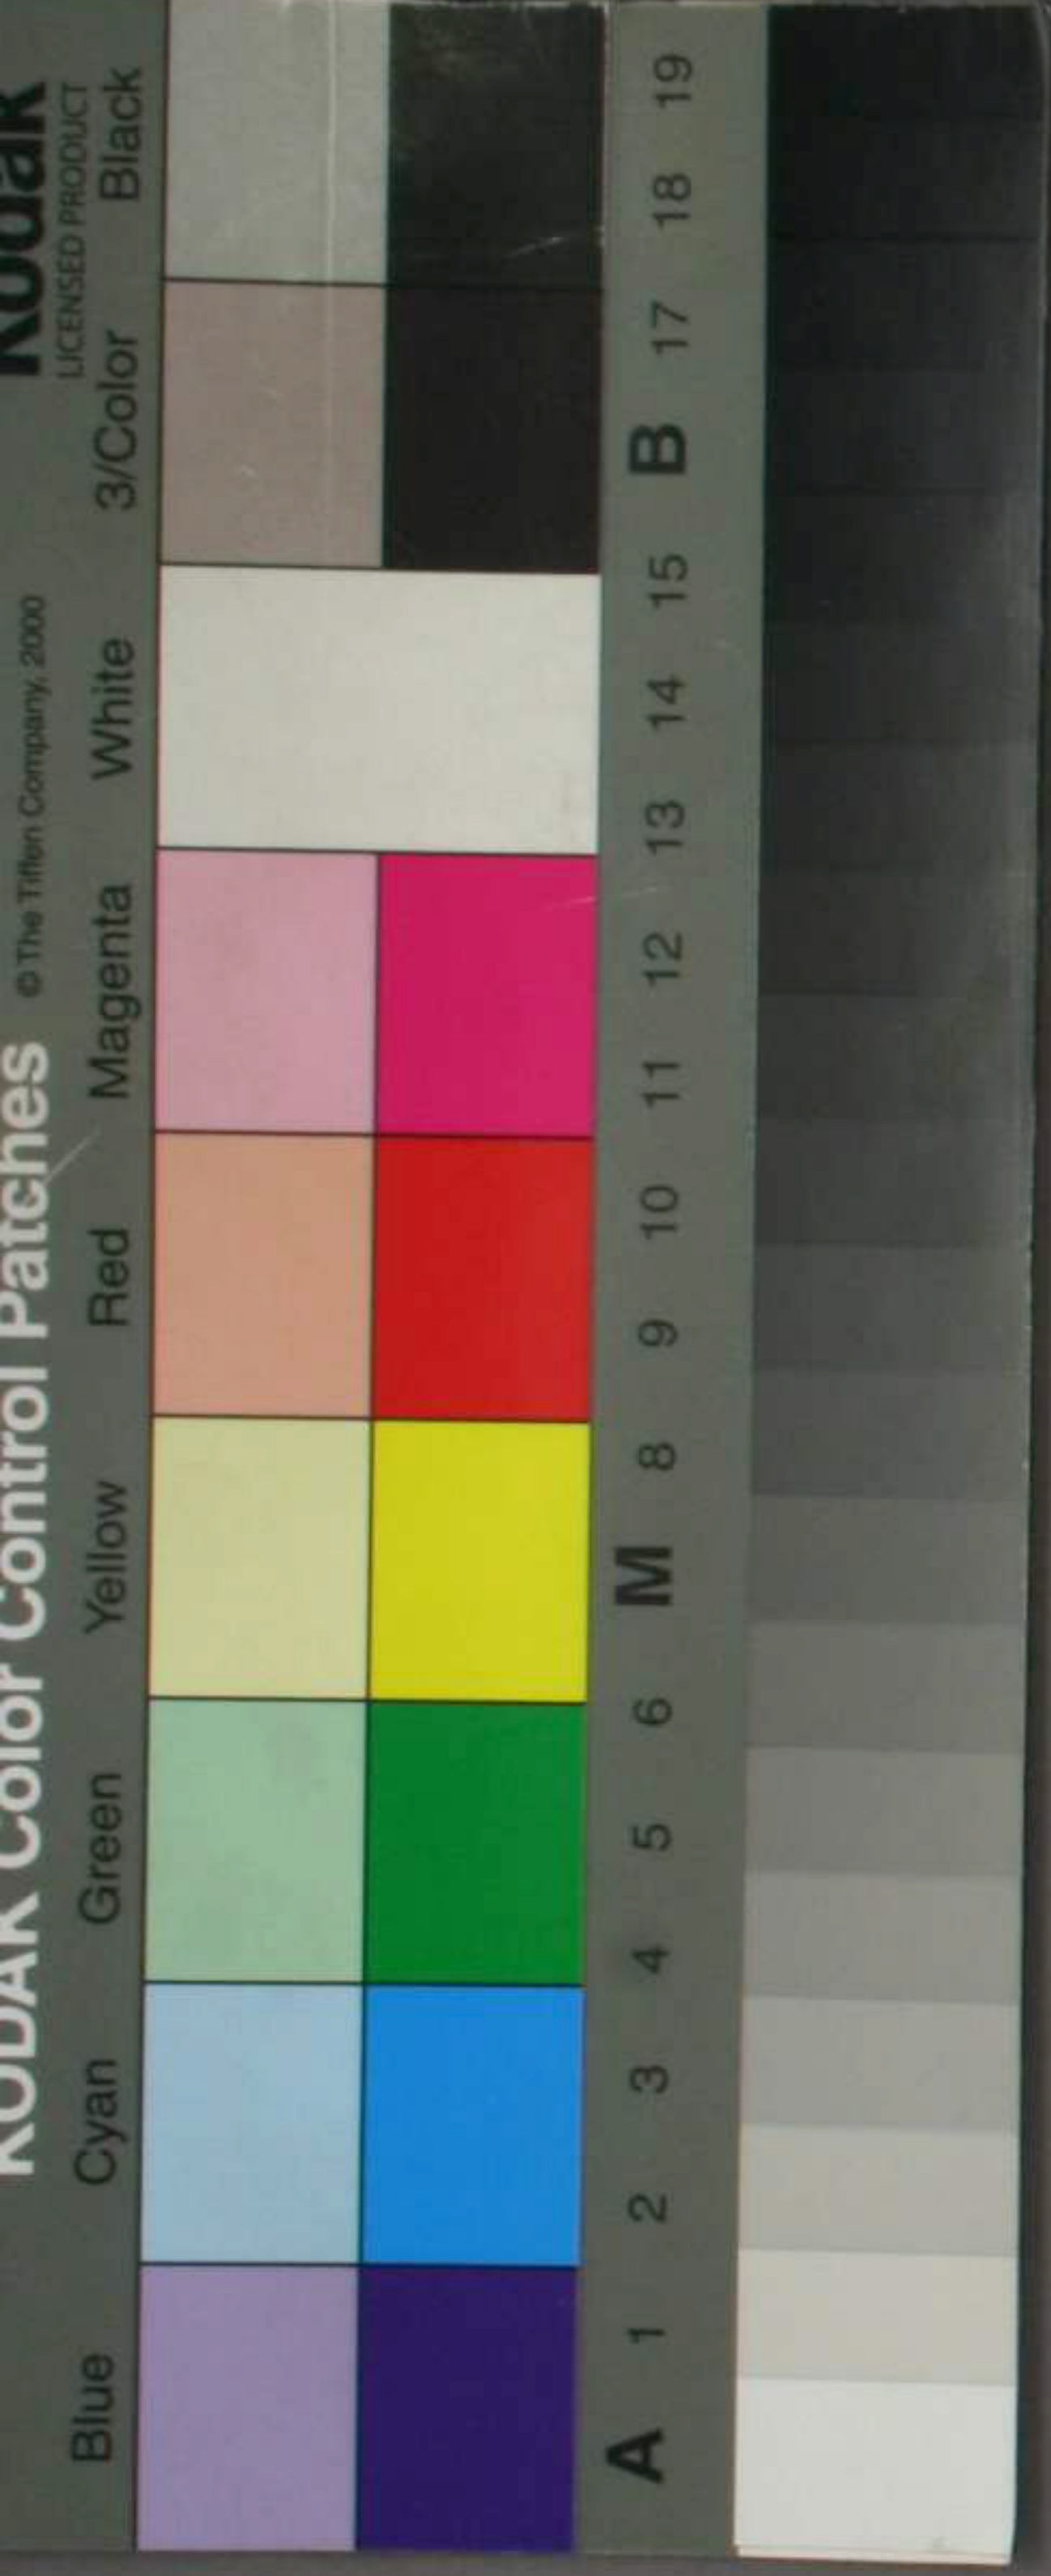 Kodak
LICENSED PRODUCT
KODAK Color Control Patches © The Tiffen Company, 2000
Blue Cyan Green Yellow Red Magenta White 3/Color Black
A 1 2 3 4 5 6 M 8 9 10 11 12 13 14 15 B 17 18 19